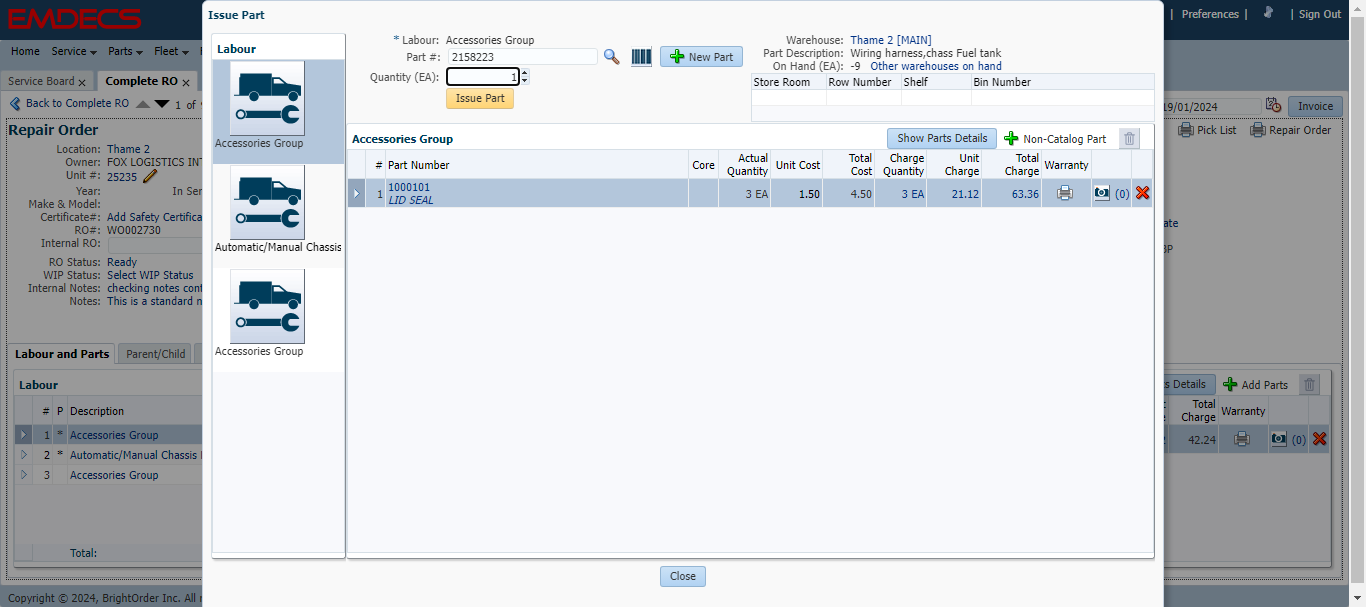 EMDECS
| Preferences | | Sign Out
Home Service Parts Fleet
Service Board x Complete RO x
Back to Complete RO 1 of
19/01/2024 Invoice
Pick List Repair Order
Repair Order
Location: Thame 2
Owner: FOX LOGISTICS INT
Unit #: 25235
Year: In Ser
Make & Model:
Certificate#: Add Safety Certifica
RO#: WO002730
Internal RO:
RO Status: Ready
WIP Status: Select WIP Status
Internal Notes: checking notes cont
Notes: This is a standard n
Labour and Parts Parent/Child
Labour
# P Description
1 * Accessories Group
2 * Automatic/Manual Chassis
3 Accessories Group
Total:
Copyright © 2024, BrightOrder Inc. All
Issue Part
Labour
Accessories Group
Automatic/Manual Chassis
Accessories Group
* Labour: Accessories Group
Part #: 2158223
New Part
Quantity (EA): 1
Issue Part
Warehouse: Thame 2 [MAIN]
Part Description: Wiring harness,chass Fuel tank
On Hand (EA): -9 Other warehouses on hand
Store Room Row Number Shelf Bin Number
Accessories Group
Show Parts Details Non-Catalog Part
# Part Number Core Actual Quantity Unit Cost Total Cost Charge Quantity Unit Charge Total Charge Warranty
1 1000101 3 EA 1.50 4.50 3 EA 21.12 63.36 (0)
LID SEAL
Close
ate
BP
s Details Add Parts
Total Charge Warranty
42.24 (0)